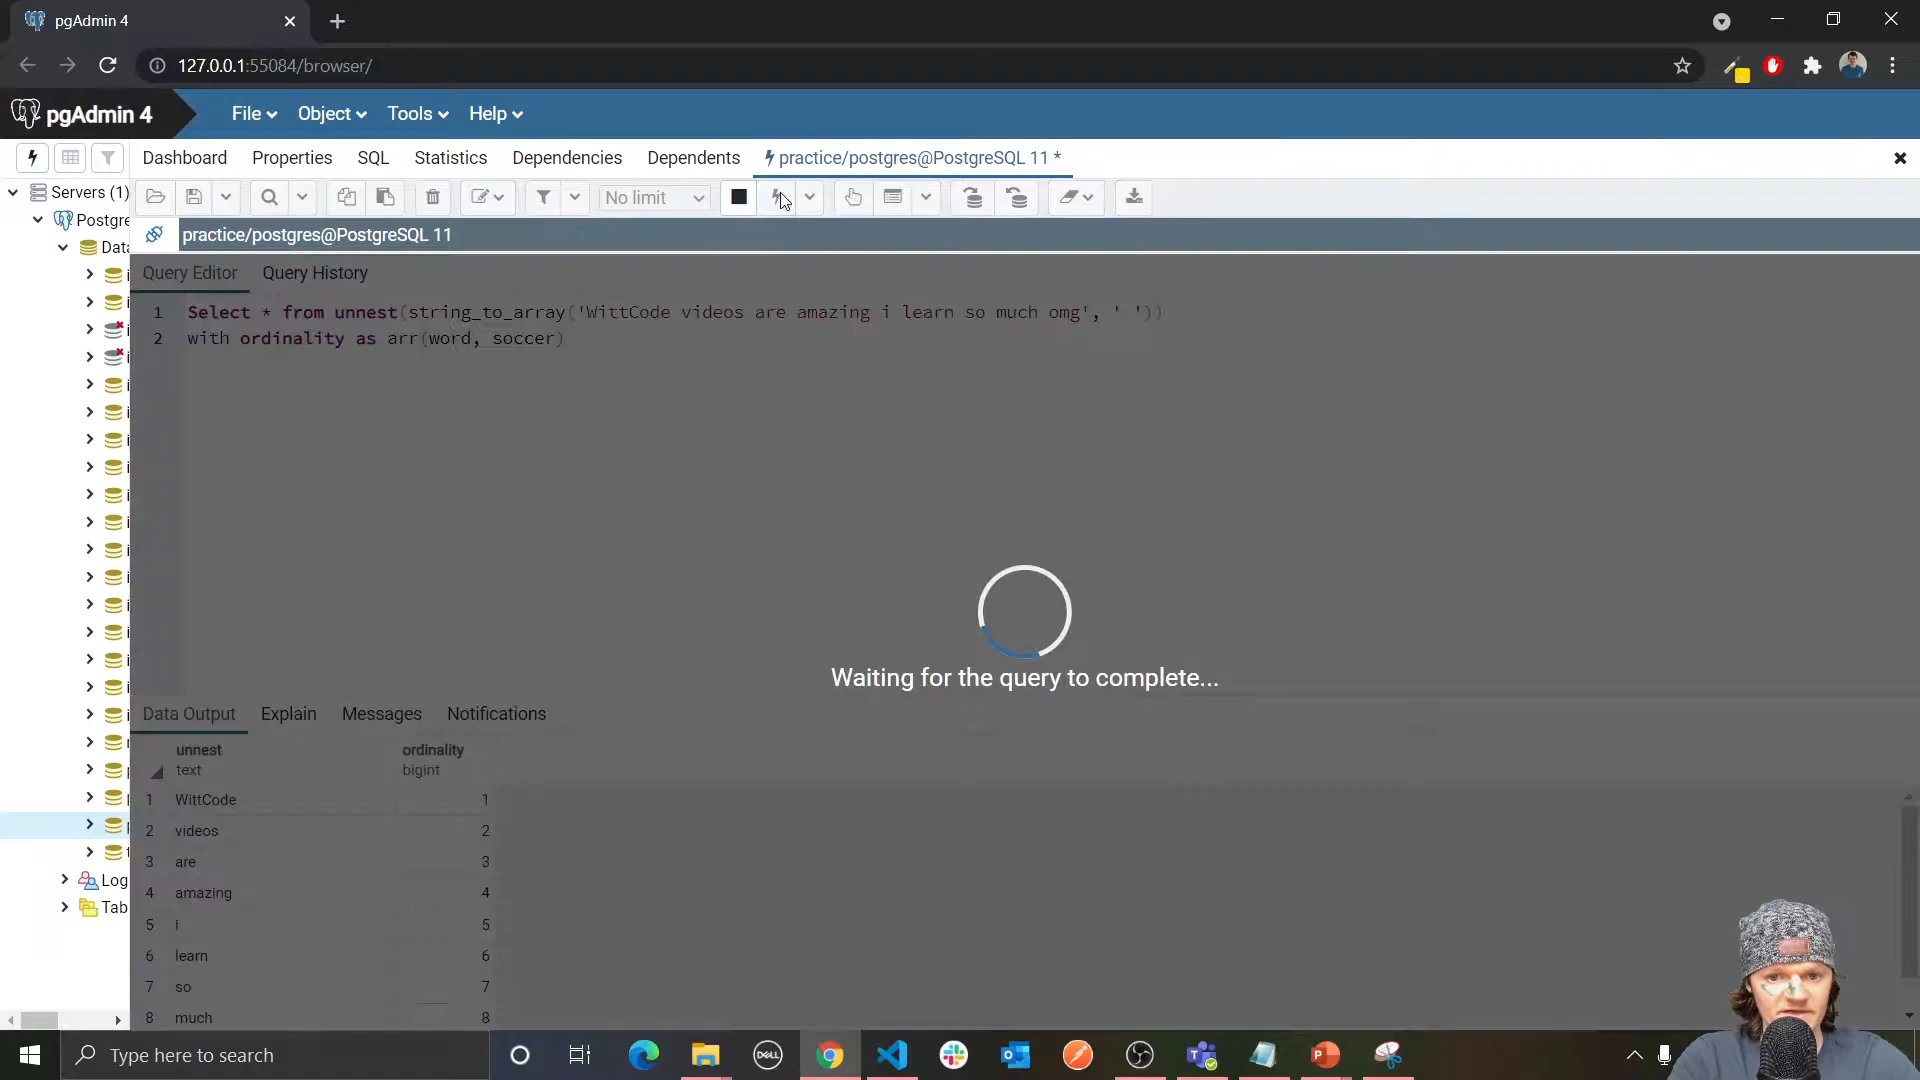 pgAdmin 4
127.0.0.1:55084/browser/
pgAdmin 4
File
Object
Tools
Help
Dashboard
Properties
SQL
Statistics
Dependencies
Dependents
practice/postgres@PostgreSQL 11 *
Servers (1)
No limit
Postgre
practice/postgres@PostgreSQL 11
Data
Query Editor
Query History
1 Select * from unnest(string_to_array('WittCode videos are amazing i learn so much omg', ' '))
2 with ordinality as arr(word, soccer)
Waiting for the query to complete...
Data Output
Explain
Messages
Notifications
unnest
text
ordinality
bigint
1 WittCode 1
2 videos 2
3 are 3
4 amazing 4
5 i 5
6 learn 6
7 so 7
8 much 8
Log
Tab
Type here to search
DELL